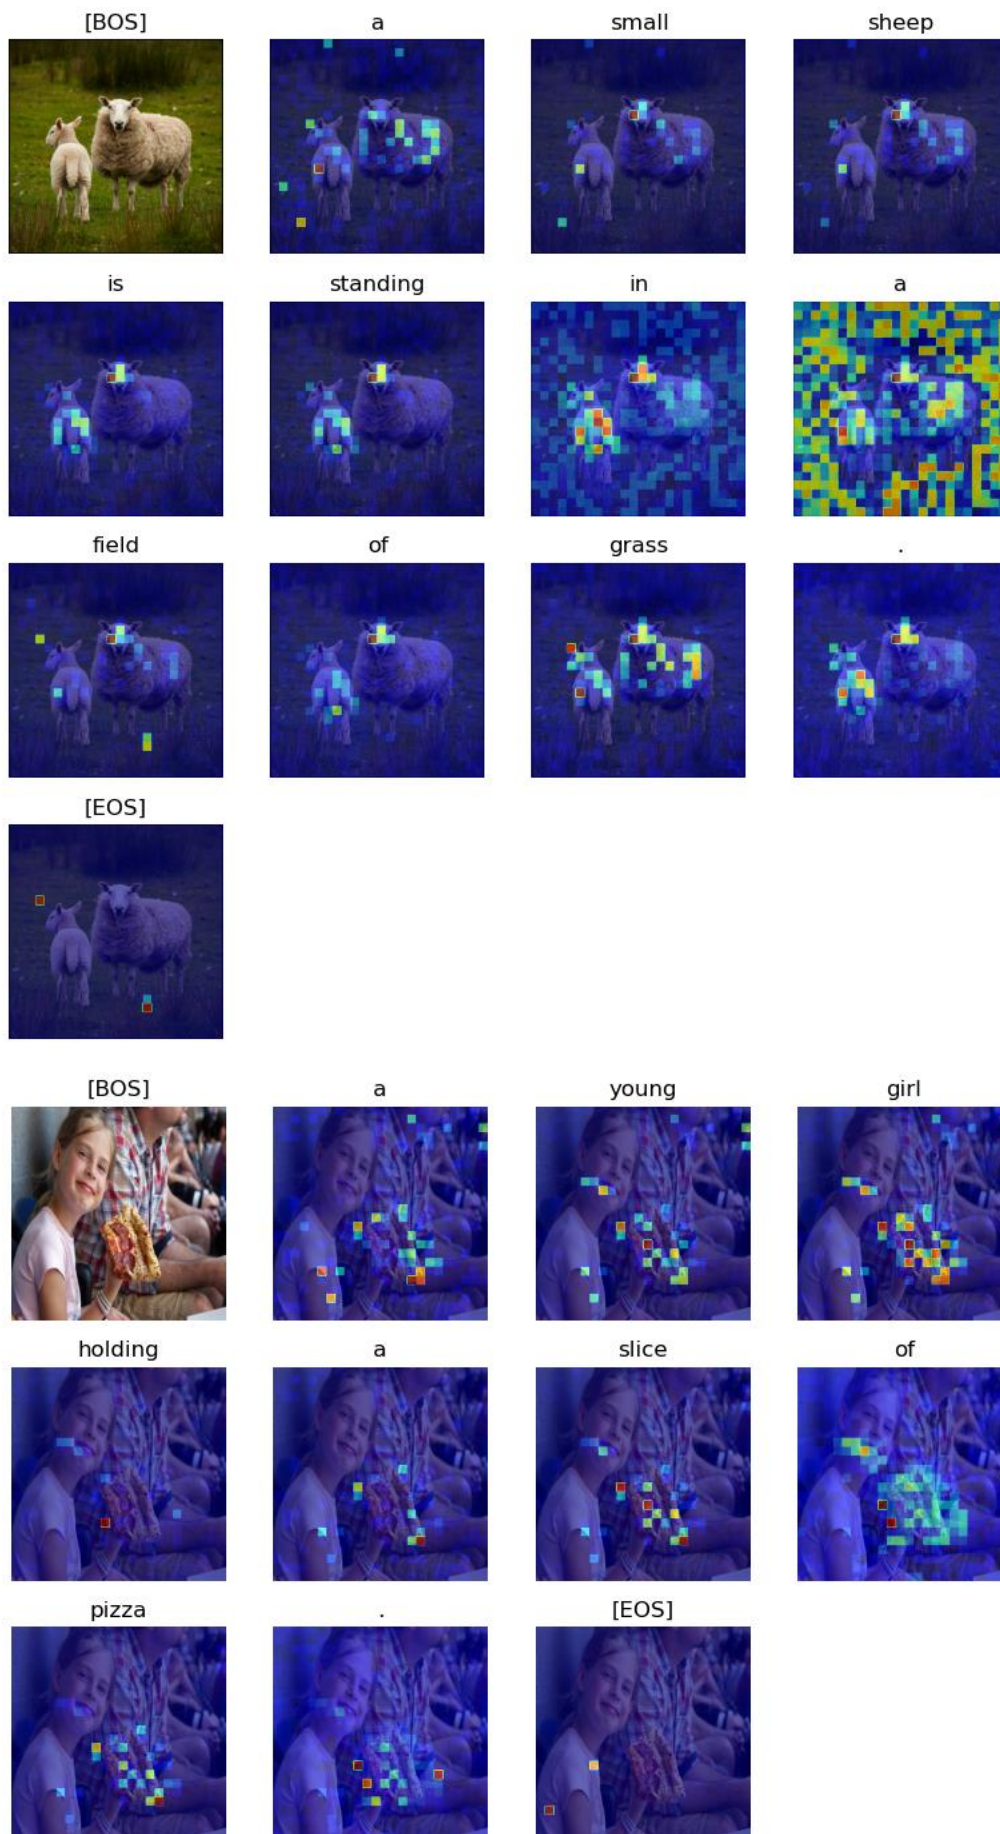 [BOS] a small sheep
is standing in a
field of grass .
[EOS]
[BOS] a young girl
holding a slice of
pizza . [EOS]